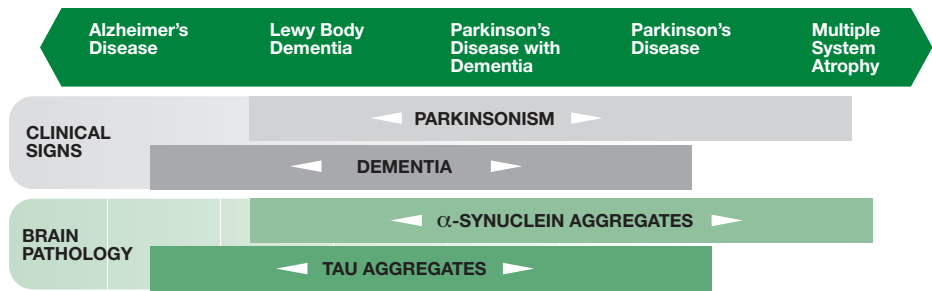 Alzheimer's
Disease
Lewy Body
Dementia
Parkinson's
Disease with
Dementia
Parkinson's
Disease
Multiple
System
Atrophy
CLINICAL
SIGNS
PARKINSONISM
DEMENTIA
BRAIN
PATHOLOGY
α-SYNUCLEIN AGGREGATES
TAU AGGREGATES